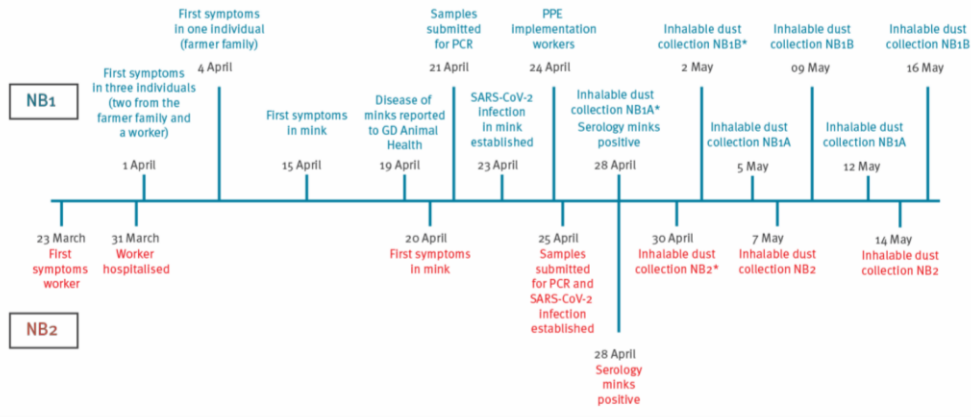 First symptoms
in one individual
(farmer family)
4 April
Samples
submitted
for PCR
21 April
PPE
implementation
workers
24 April
Inhalable dust
collection NB1B*
2 May
Inhalable dust
collection NB1B
09 May
Inhalable dust
collection NB1B
16 May
NB1
First symptoms
in three individuals
(two from the
farmer family and
a worker)
1 April
First symptoms
in mink
15 April
Disease of
minks reported
to GD Animal
Health
19 April
SARS-CoV-2
infection
in mink
established
23 April
Inhalable dust
collection NB1A*
Serology minks
positive
28 April
Inhalable dust
collection NB1A
5 May
Inhalable dust
collection NB1A
12 May
23 March
First
symptoms
worker
31 March
Worker
hospitalised
20 April
First symptoms
in mink
25 April
Samples
submitted
for PCR and
SARS-CoV-2
infection
established
30 April
Inhalable dust
collection NB2*
7 May
Inhalable dust
collection NB2
14 May
Inhalable dust
collection NB2
NB2
28 April
Serology
minks
positive